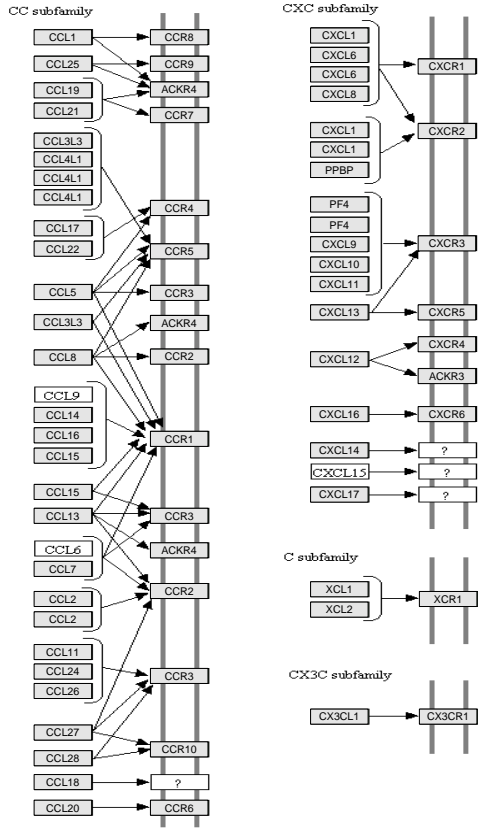 CC subfamily
CCL1
CCR8
CCL25
CCR9
CCL19
ACKR4
CCL21
CCR7
CCL3L3
CCL4L1
CCL4L1
CCL4L1
CCR4
CCL17
CCL22
CCR5
CCL5
CCR3
CCL3L3
ACKR4
CCL8
CCR2
CCL9
CCL14
CCL16
CCL15
CCR1
CCL15
CCL13
CCR3
CCL6
ACKR4
CCL7
CCR2
CCL2
CCL2
CCL11
CCL24
CCL26
CCR3
CCL27
CCL28
CCR10
CCL18
?
CCL20
CCR6
CXC subfamily
CXCL1
CXCL6
CXCL6
CXCL8
CXCR1
CXCL1
CXCL1
PPBP
CXCR2
PF4
PF4
CXCL9
CXCL10
CXCL11
CXCR3
CXCL13
CXCR5
CXCR4
CXCL12
ACKR3
CXCL16
CXCR6
CXCL14
?
CXCL15
?
CXCL17
?
C subfamily
XCL1
XCL2
XCR1
CX3C subfamily
CX3CL1
CX3CR1